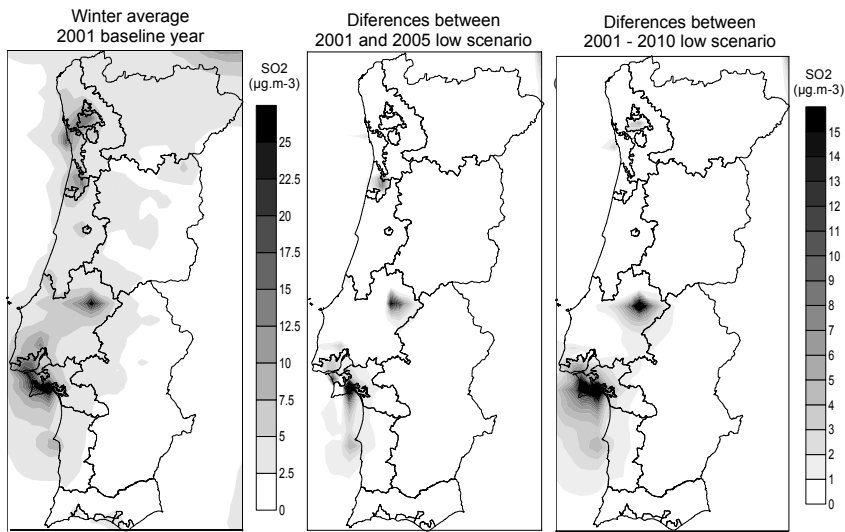 Winter average
2001 baseline year
SO2
(µg.m-3)
25
22.5
20
17.5
15
12.5
10
7.5
5
2.5
0
Diferences between
2001 and 2005 low scenario
Diferences between
2001 - 2010 low scenario
SO2
(µg.m-3)
15
14
13
12
11
10
9
8
7
6
5
4
3
2
1
0